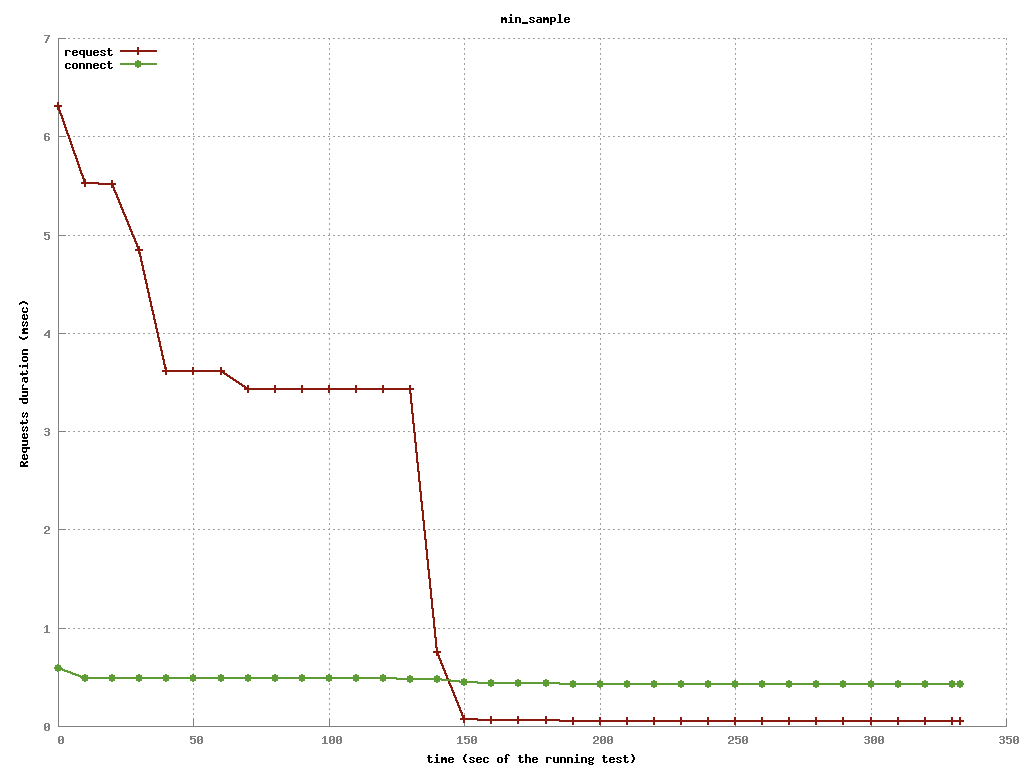 min_sample
request
connect
7
6
5
4
3
2
1
0
Requests duration (msec)
0 50 100 150 200 250 300 350
time (sec of the running test)